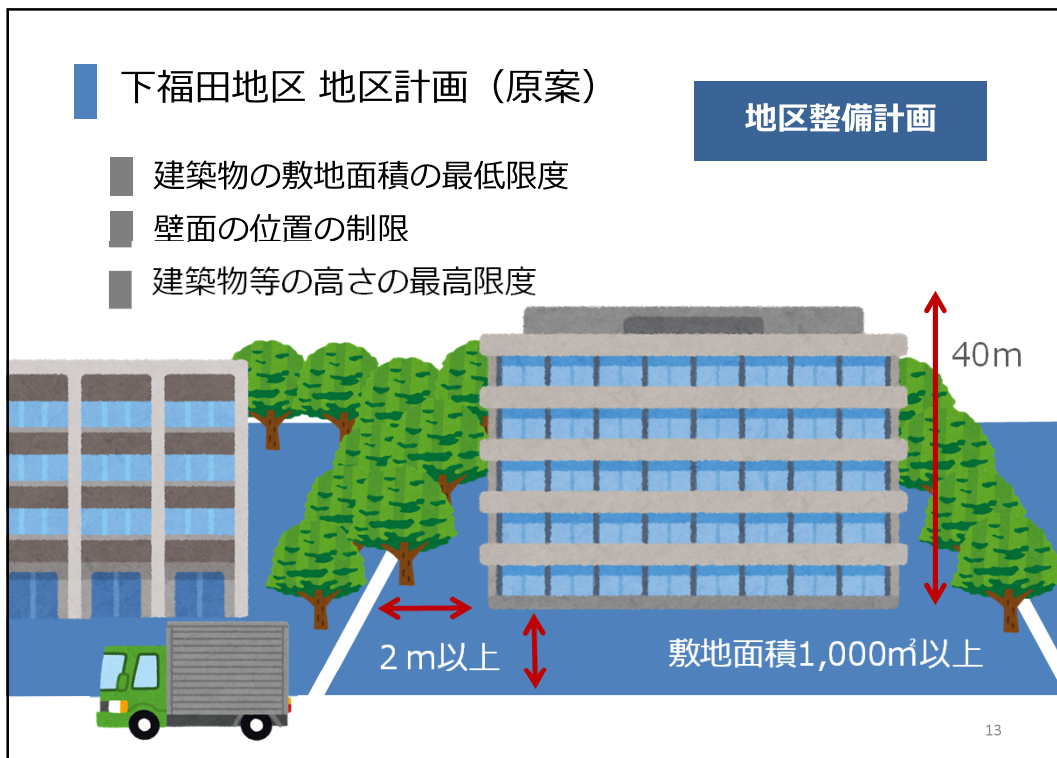 下福田地区 地区計画（原案）
地区整備計画
建築物の敷地面積の最低限度
壁面の位置の制限
建築物等の高さの最高限度
40m
２ｍ以上
敷地面積1,000㎡以上
13